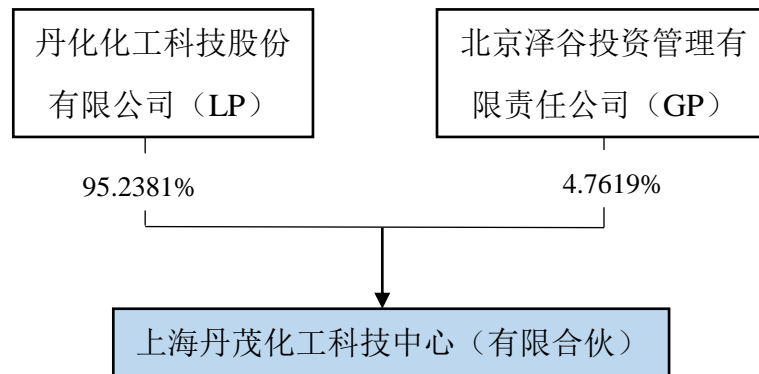 丹化化工科技股份
有限公司（LP）
北京泽谷投资管理有
限责任公司（GP）
95.2381%
4.7619%
上海丹茂化工科技中心（有限合伙）